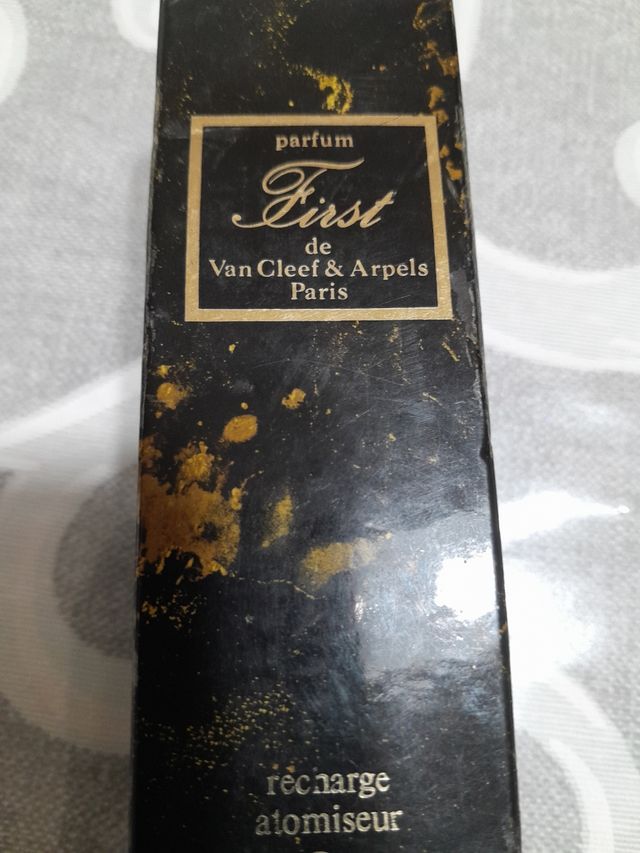 parfum
First
de
Van Cleef & Arpels
Paris
recharge
atomiseur